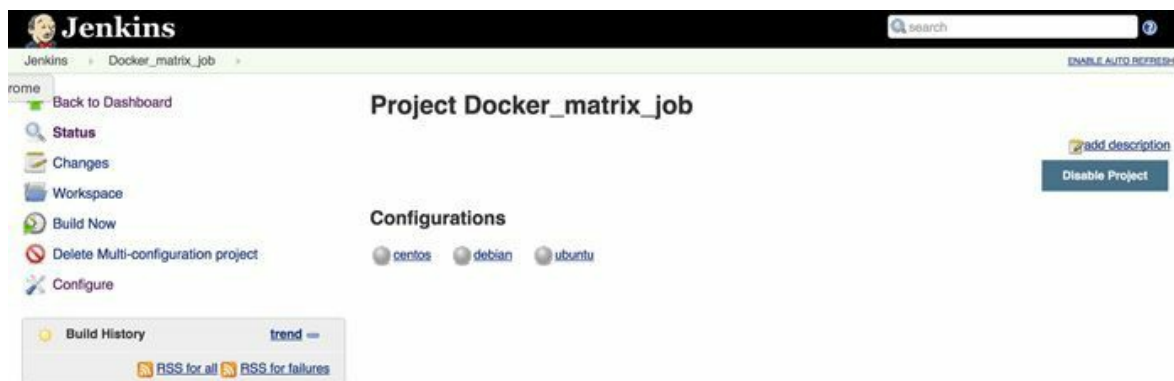 Jenkins
search
Jenkins Docker_matrix_job
ENABLE AUTO REFRESH
rome
Back to Dashboard
Status
Changes
Workspace
Build Now
Delete Multi-configuration project
Configure
Build History trend
RSS for all RSS for failures
Project Docker_matrix_job
add description
Disable Project
Configurations
centos debian ubuntu